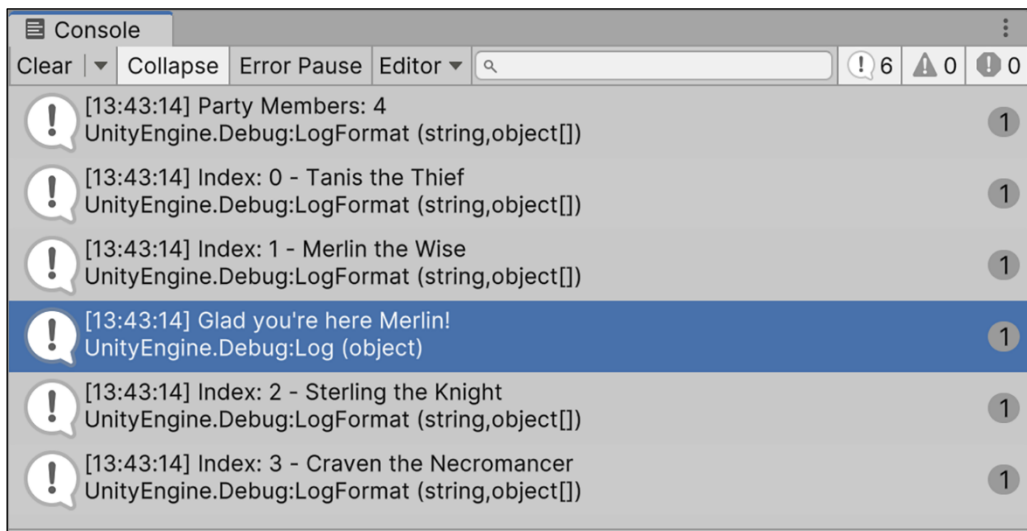 Console
Clear Collapse Error Pause Editor 6 0 0
[13:43:14] Party Members: 4
UnityEngine.Debug:LogFormat (string,object[])
1
[13:43:14] Index: 0 - Tanis the Thief
UnityEngine.Debug:LogFormat (string,object[])
1
[13:43:14] Index: 1 - Merlin the Wise
UnityEngine.Debug:LogFormat (string,object[])
1
[13:43:14] Glad you're here Merlin!
UnityEngine.Debug:Log (object)
1
[13:43:14] Index: 2 - Sterling the Knight
UnityEngine.Debug:LogFormat (string,object[])
1
[13:43:14] Index: 3 - Craven the Necromancer
UnityEngine.Debug:LogFormat (string,object[])
1